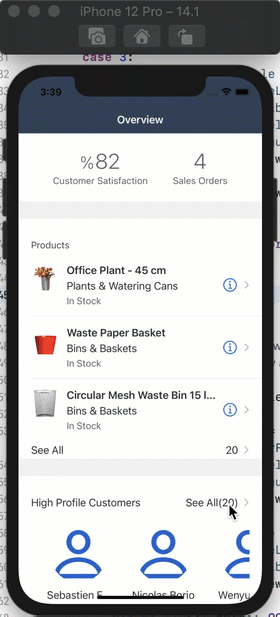 iPhone 12 Pro – 14.1
case 3:
3:39
Overview
%82
Customer Satisfaction
4
Sales Orders
Products
Office Plant - 45 cm
Plants & Watering Cans
In Stock
Waste Paper Basket
Bins & Baskets
In Stock
Circular Mesh Waste Bin 15 l...
Bins & Baskets
In Stock
See All
20
High Profile Customers
See All(20)
Sebastien
Nicolas Borio
Wenyu